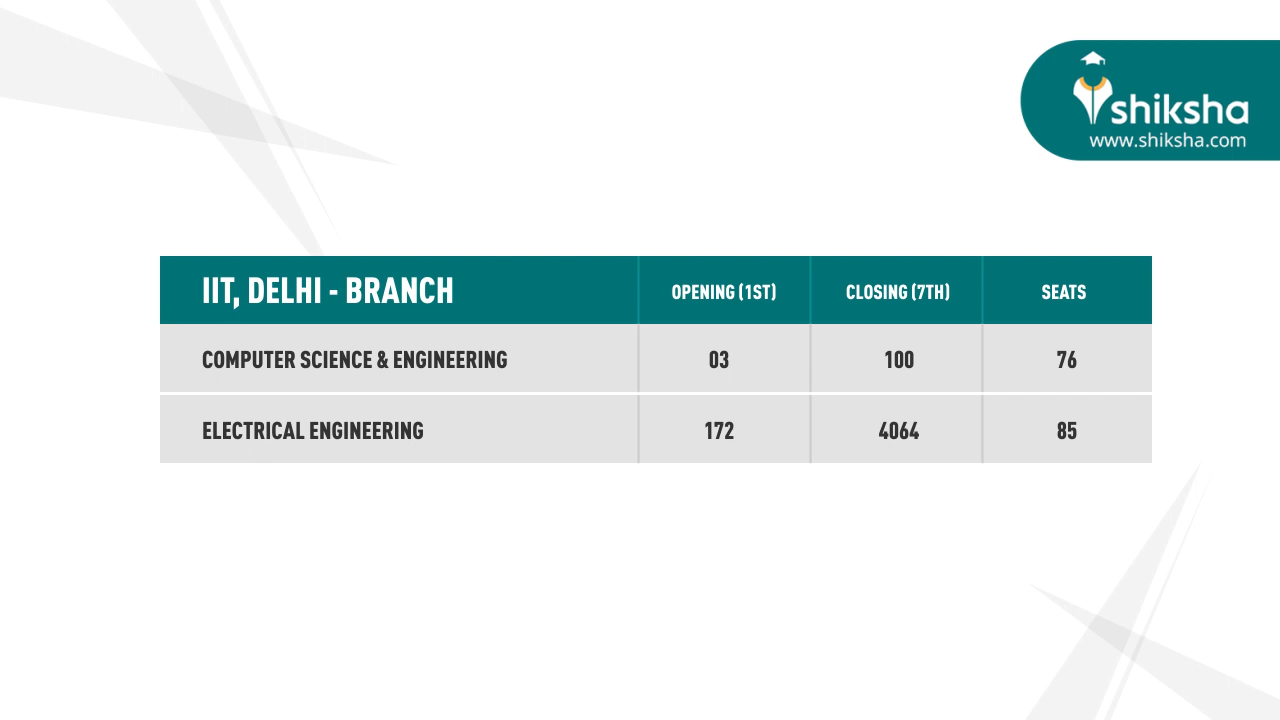 shiksha
www.shiksha.com
IIT, DELHI - BRANCH OPENING (1ST) CLOSING (7TH) SEATS
COMPUTER SCIENCE & ENGINEERING 03 100 76
ELECTRICAL ENGINEERING 172 4064 85